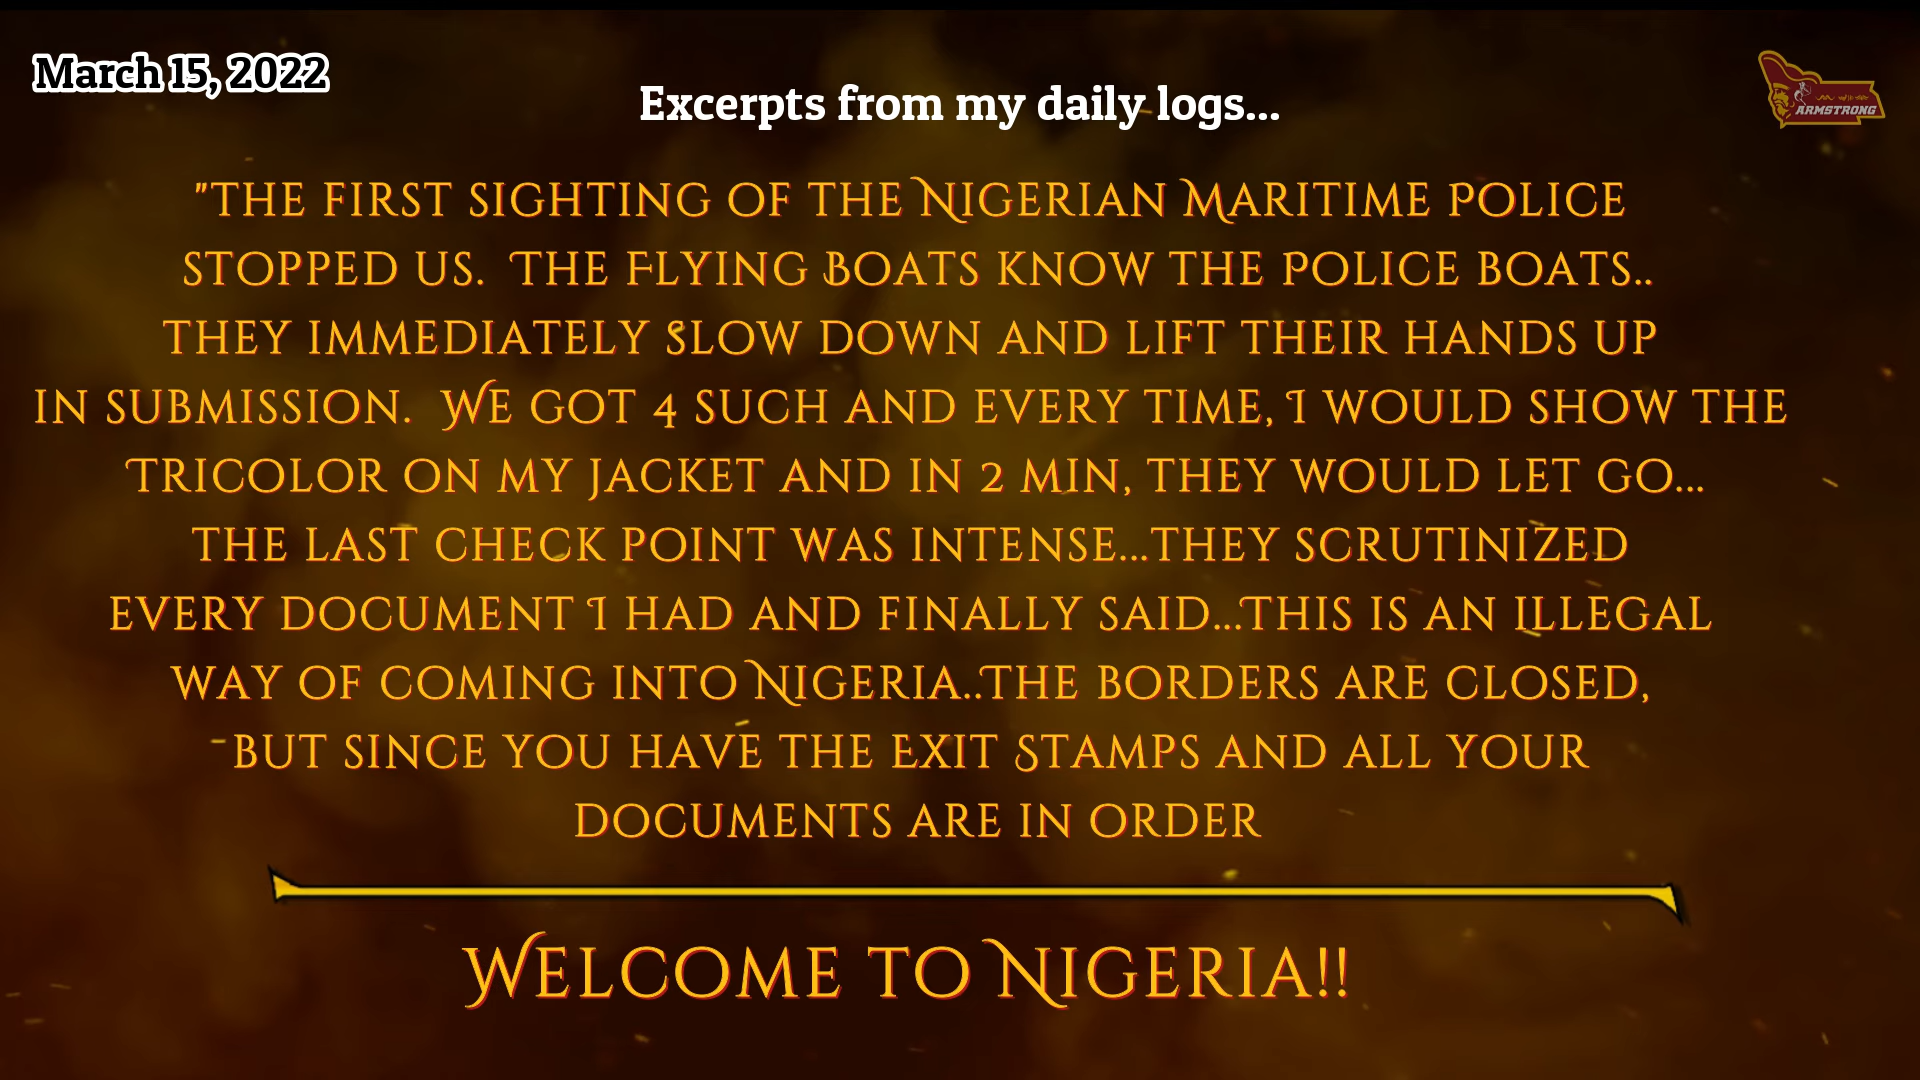 March 15, 2022
Excerpts from my daily logs...
ARMSTRONG
"The first sighting of the Nigerian Maritime Police
stopped us. The Flying Boats know the Police boats..
they immediately Slow down and lift their hands up
in submission. We got 4 such and every time, I would show the
Tricolor on my jacket and in 2 min, they would let go...
the last check point was intense...they scrutinized
every document I had and finally said...This is an Illegal
way of coming into Nigeria..The borders are closed,
but since you have the Exit Stamps and all your
documents are in order
Welcome to Nigeria!!